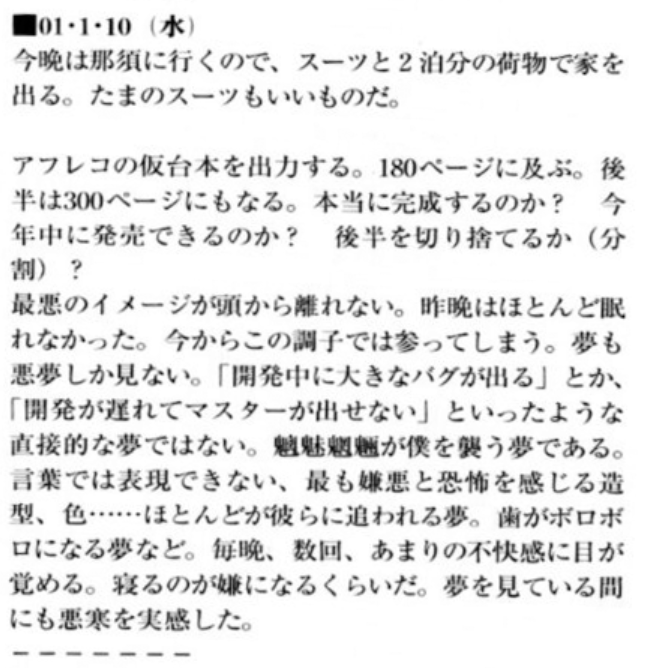 ■01・1・10（水）
今晩は那須に行くので、スーツと２泊分の荷物で家を
出る。たまのスーツもいいものだ。
アフレコの仮台本を出力する。180ページに及ぶ。後
半は300ページにもなる。本当に完成するのか？　今
年中に発売できるのか？　後半を切り捨てるか（分
割）？
最悪のイメージが頭から離れない。昨晩はほとんど眠
れなかった。今からこの調子では参ってしまう。夢も
悪夢しか見ない。「開発中に大きなバグが出る」とか、
「開発が遅れてマスターが出せない」といったような
直接的な夢ではない。魑魅魍魎が僕を襲う夢である。
言葉では表現できない、最も嫌悪と恐怖を感じる造
型、色……ほとんどが彼らに追われる夢。歯がボロボ
ロになる夢など。毎晩、数回、あまりの不快感に目が
覚める。寝るのが嫌になるくらいだ。夢を見ている間
にも悪寒を実感した。
－－－－－－－